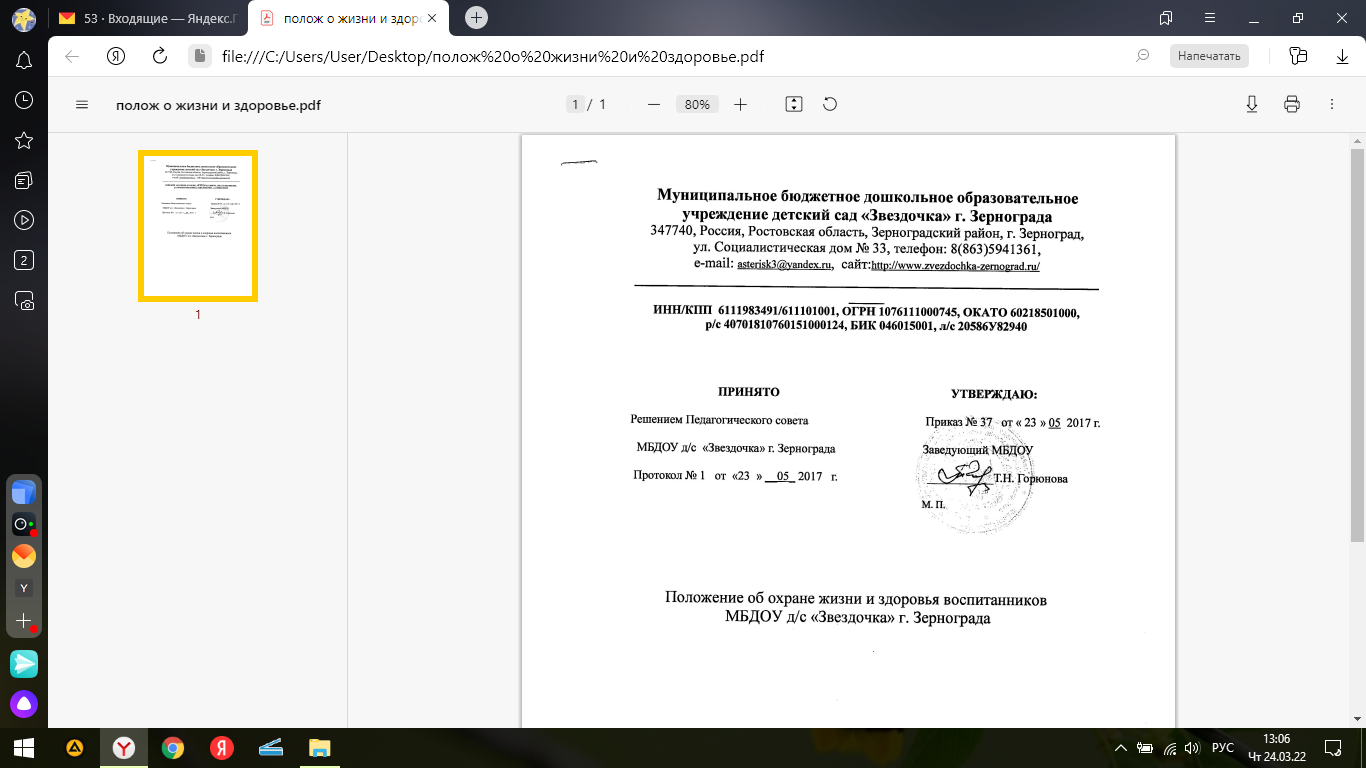 53 · Входящие — Яндекс.П
полож о жизни и здоро
file:///C:/Users/User/Desktop/полож%20о%20жизни%20и%20здоровье.pdf
Напечатать
полож о жизни и здоровье.pdf
1 / 1
80%
1
2
Y
Муниципальное бюджетное дошкольное образовательное
учреждение детский сад «Звездочка» г. Зернограда
347740, Россия, Ростовская область, Зерноградский район, г. Зерноград,
ул. Социалистическая дом № 33, телефон: 8(863)5941361,
e-mail: asterisk3@yandex.ru, сайт:http://www.zvezdochka-zernograd.ru/
ИНН/КПП 6111983491/611101001, ОГРН 1076111000745, ОКАТО 60218501000,
р/с 40701810760151000124, БИК 046015001, л/с 20586У82940
ПРИНЯТО
Решением Педагогического совета
МБДОУ д/с «Звездочка» г. Зернограда
Протокол № 1 от «23 » __05_ 2017 г.
УТВЕРЖДАЮ:
Приказ № 37 от « 23 » 05 2017 г.
Заведующий МБДОУ
Т.Н. Горюнова
М. П.
Положение об охране жизни и здоровья воспитанников
МБДОУ д/с «Звездочка» г. Зернограда
РУС
13:06
Чт 24.03.22